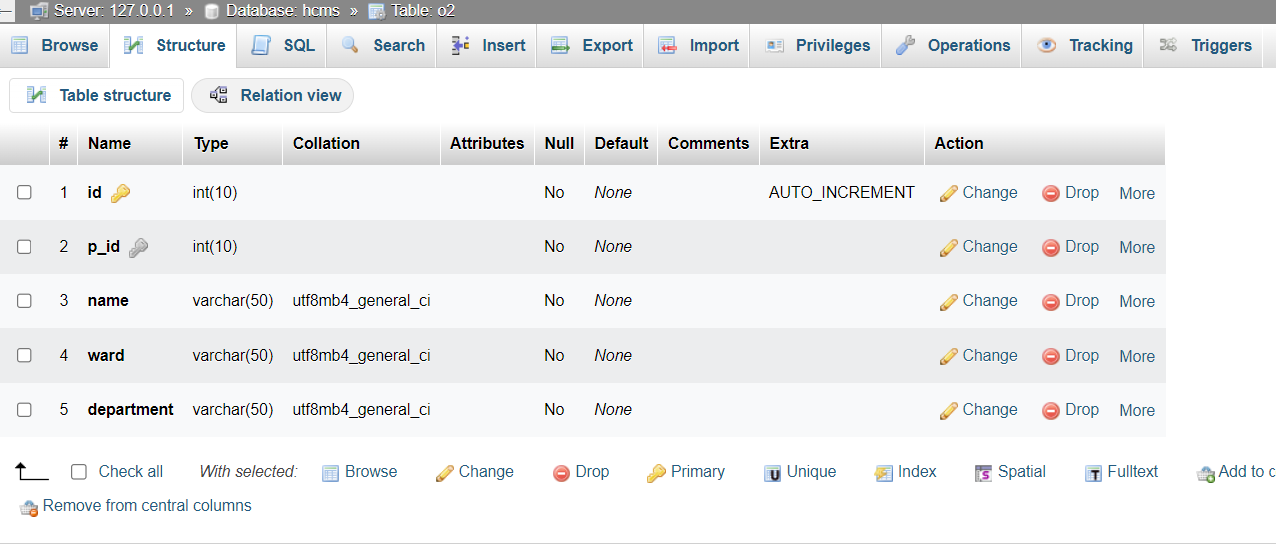 Server: 127.0.0.1 » Database: hcms » Table: o2
Browse Structure SQL Search Insert Export Import Privileges Operations Tracking Triggers
Table structure Relation view
# Name Type Collation Attributes Null Default Comments Extra Action
1 id int(10) No None AUTO_INCREMENT Change Drop More
2 p_id int(10) No None Change Drop More
3 name varchar(50) utf8mb4_general_ci No None Change Drop More
4 ward varchar(50) utf8mb4_general_ci No None Change Drop More
5 department varchar(50) utf8mb4_general_ci No None Change Drop More
Check all With selected: Browse Change Drop Primary Unique Index Spatial Fulltext Add to c
Remove from central columns